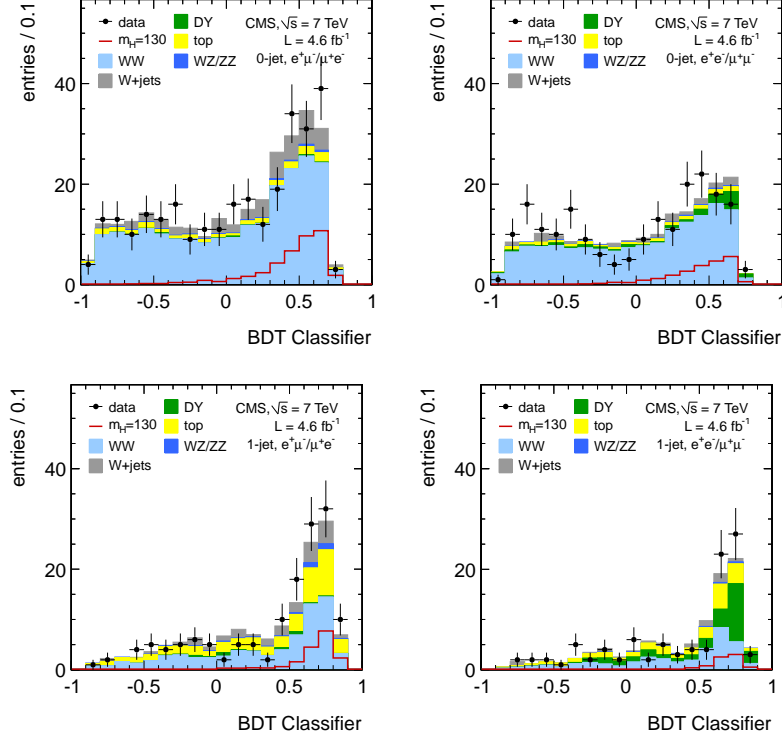 entries / 0.1
data
DY
m_H=130
top
WW
WZ/ZZ
W+jets
CMS, √s = 7 TeV
L = 4.6 fb⁻¹
0-jet, e⁺μ⁻/μ⁺e⁻
40
20
0
-1 -0.5 0 0.5 1
BDT Classifier
entries / 0.1
data
DY
m_H=130
top
WW
WZ/ZZ
W+jets
CMS, √s = 7 TeV
L = 4.6 fb⁻¹
0-jet, e⁺e⁻/μ⁺μ⁻
40
20
0
-1 -0.5 0 0.5 1
BDT Classifier
entries / 0.1
data
DY
m_H=130
top
WW
WZ/ZZ
W+jets
CMS, √s = 7 TeV
L = 4.6 fb⁻¹
1-jet, e⁺μ⁻/μ⁺e⁻
40
20
0
-1 -0.5 0 0.5 1
BDT Classifier
entries / 0.1
data
DY
m_H=130
top
WW
WZ/ZZ
W+jets
CMS, √s = 7 TeV
L = 4.6 fb⁻¹
1-jet, e⁺e⁻/μ⁺μ⁻
40
20
0
-1 -0.5 0 0.5 1
BDT Classifier